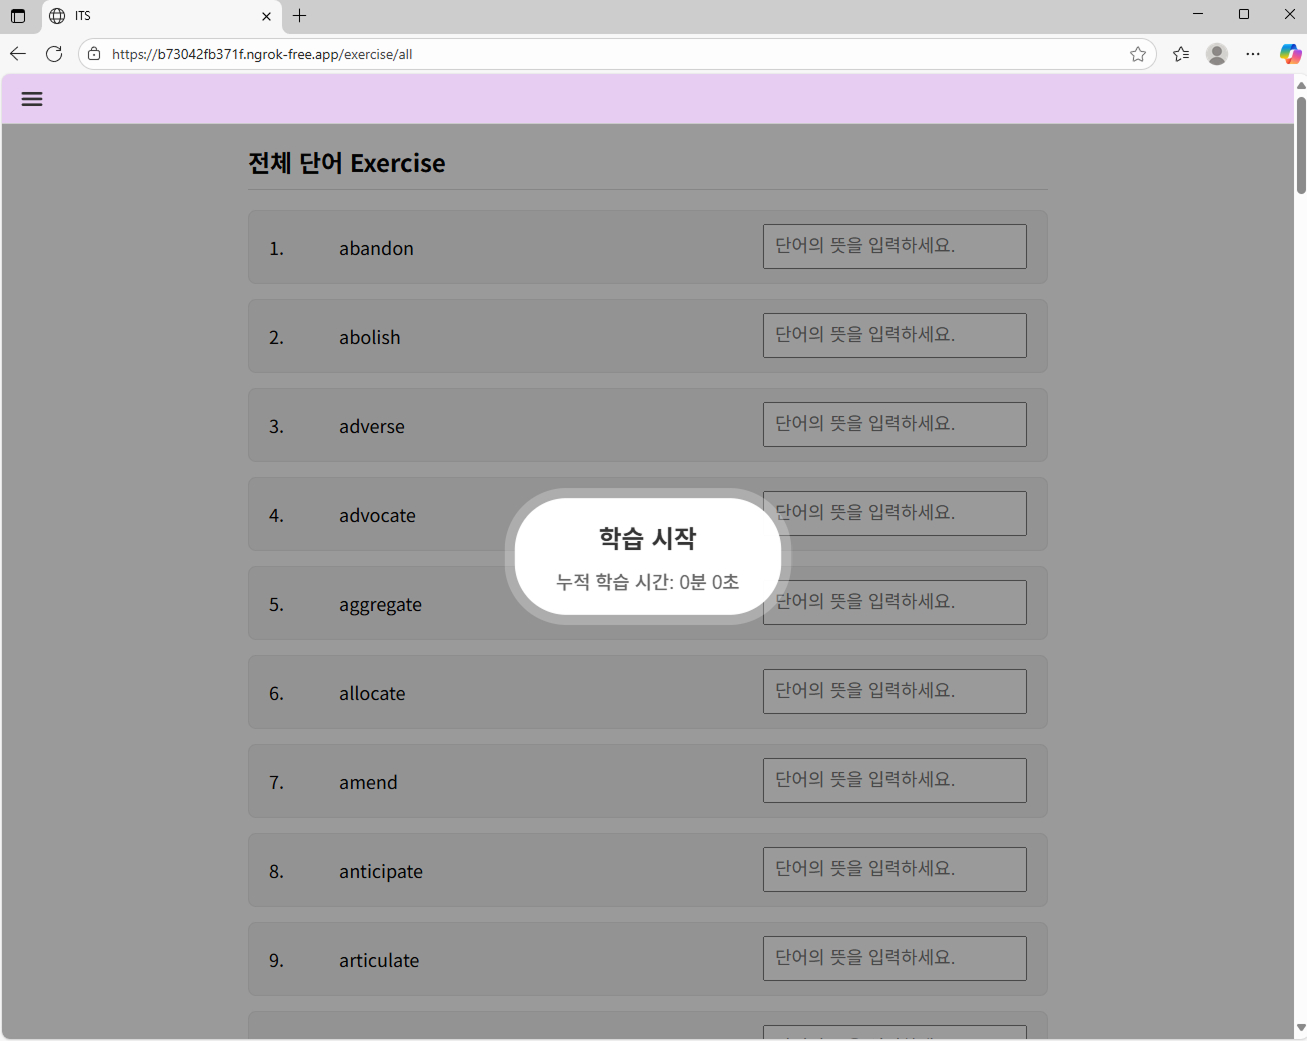 ITS
https://b73042fb371f.ngrok-free.app/exercise/all
전체 단어 Exercise
1. abandon 단어의 뜻을 입력하세요.
2. abolish 단어의 뜻을 입력하세요.
3. adverse 단어의 뜻을 입력하세요.
4. advocate 단어의 뜻을 입력하세요.
학습 시작
누적 학습 시간: 0분 0초
5. aggregate 단어의 뜻을 입력하세요.
6. allocate 단어의 뜻을 입력하세요.
7. amend 단어의 뜻을 입력하세요.
8. anticipate 단어의 뜻을 입력하세요.
9. articulate 단어의 뜻을 입력하세요.